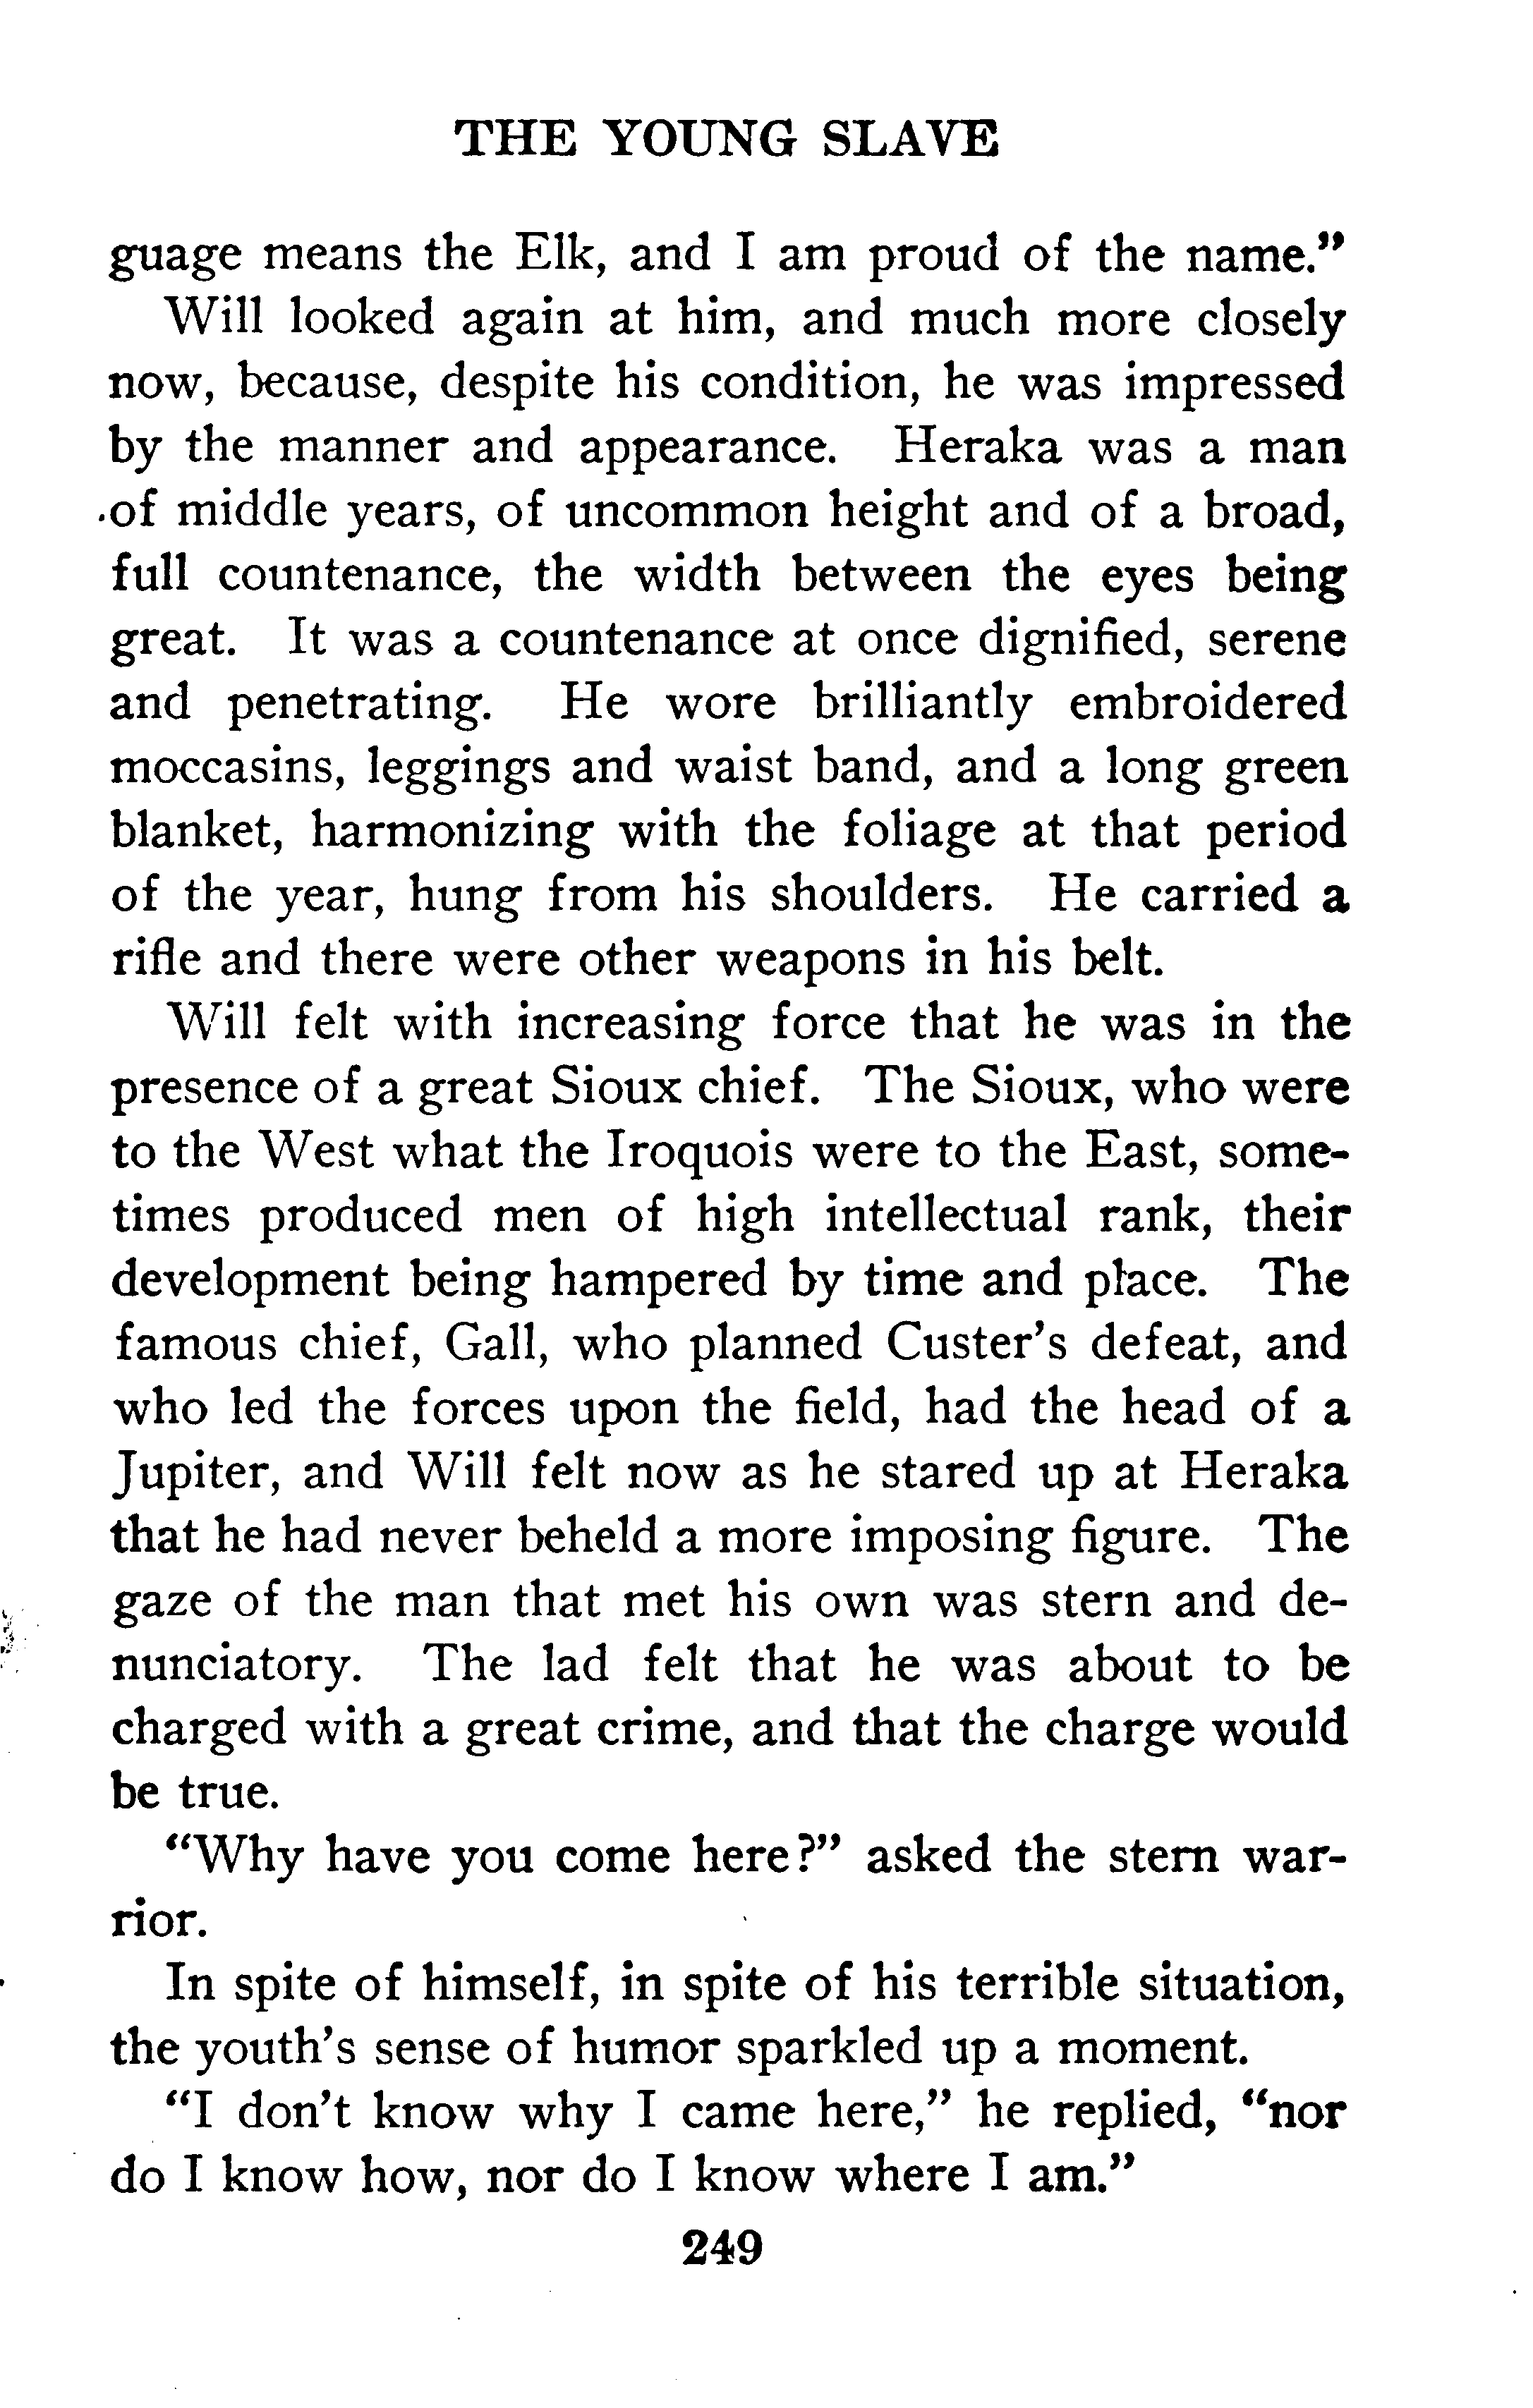 THE YOUNG SLAVE
guage means the Elk, and I am proud of the name."
Will looked again at him, and much more closely
now, because, despite his condition, he was impressed
by the manner and appearance. Heraka was a man
of middle years, of uncommon height and of a broad,
full countenance, the width between the eyes being
great. It was a countenance at once dignified, serene
and penetrating. He wore brilliantly embroidered
moccasins, leggings and waist band, and a long green
blanket, harmonizing with the foliage at that period
of the year, hung from his shoulders. He carried a
rifle and there were other weapons in his belt.
Will felt with increasing force that he was in the
presence of a great Sioux chief. The Sioux, who were
to the West what the Iroquois were to the East, some-
times produced men of high intellectual rank, their
development being hampered by time and place. The
famous chief, Gall, who planned Custer's defeat, and
who led the forces upon the field, had the head of a
Jupiter, and Will felt now as he stared up at Heraka
that he had never beheld a more imposing figure. The
gaze of the man that met his own was stern and de-
nunciatory. The lad felt that he was about to be
charged with a great crime, and that the charge would
be true.
"Why have you come here?" asked the stern war-
rior.
In spite of himself, in spite of his terrible situation,
the youth's sense of humor sparkled up a moment.
"I don't know why I came here," he replied, "nor
do I know how, nor do I know where I am."
249